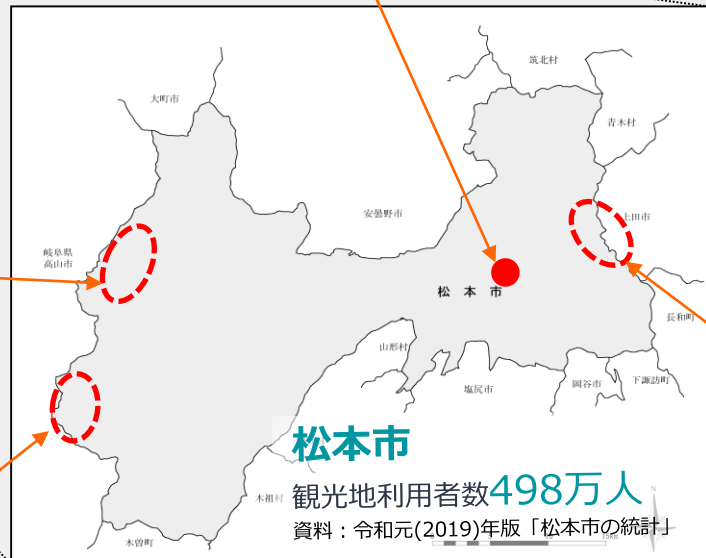 筑北村
大町市
青木村
安曇野市
上田市
岐阜県
高山市
松本市
長和町
山形村
塩尻市
岡谷市
下諏訪町
松本市
観光地利用者数498万人
木祖村
資料：令和元(2019)年版「松本市の統計」
木曽町